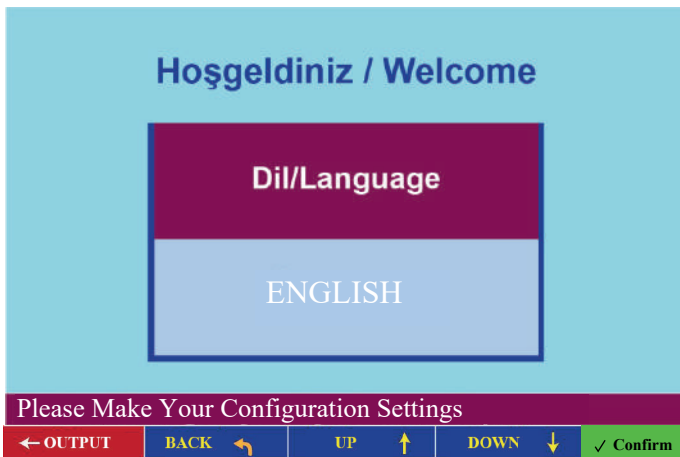 Hoşgeldiniz / Welcome
Dil/Language
ENGLISH
Please Make Your Configuration Settings
← OUTPUT BACK UP ↑ DOWN ↓ ✓ Confirm